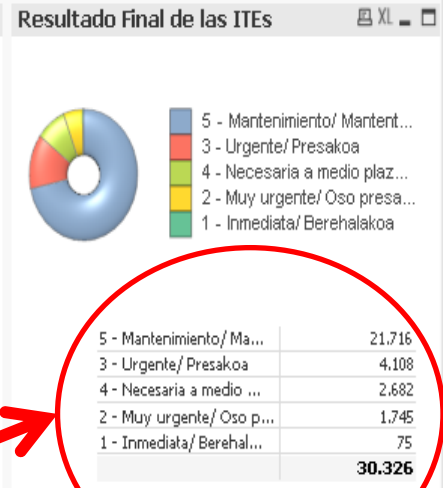 Resultado Final de las ITEs XL
5 - Mantenimiento/ Mantent...
3 - Urgente/ Presakoa
4 - Necesaria a medio plaz...
2 - Muy urgente/ Oso presa...
1 - Inmediata/ Berehalakoa
5 - Mantenimiento/ Ma... 21.716
3 - Urgente/ Presakoa 4.108
4 - Necesaria a medio ... 2.682
2 - Muy urgente/ Oso p... 1.745
1 - Inmediata/ Berehal... 75
30.326